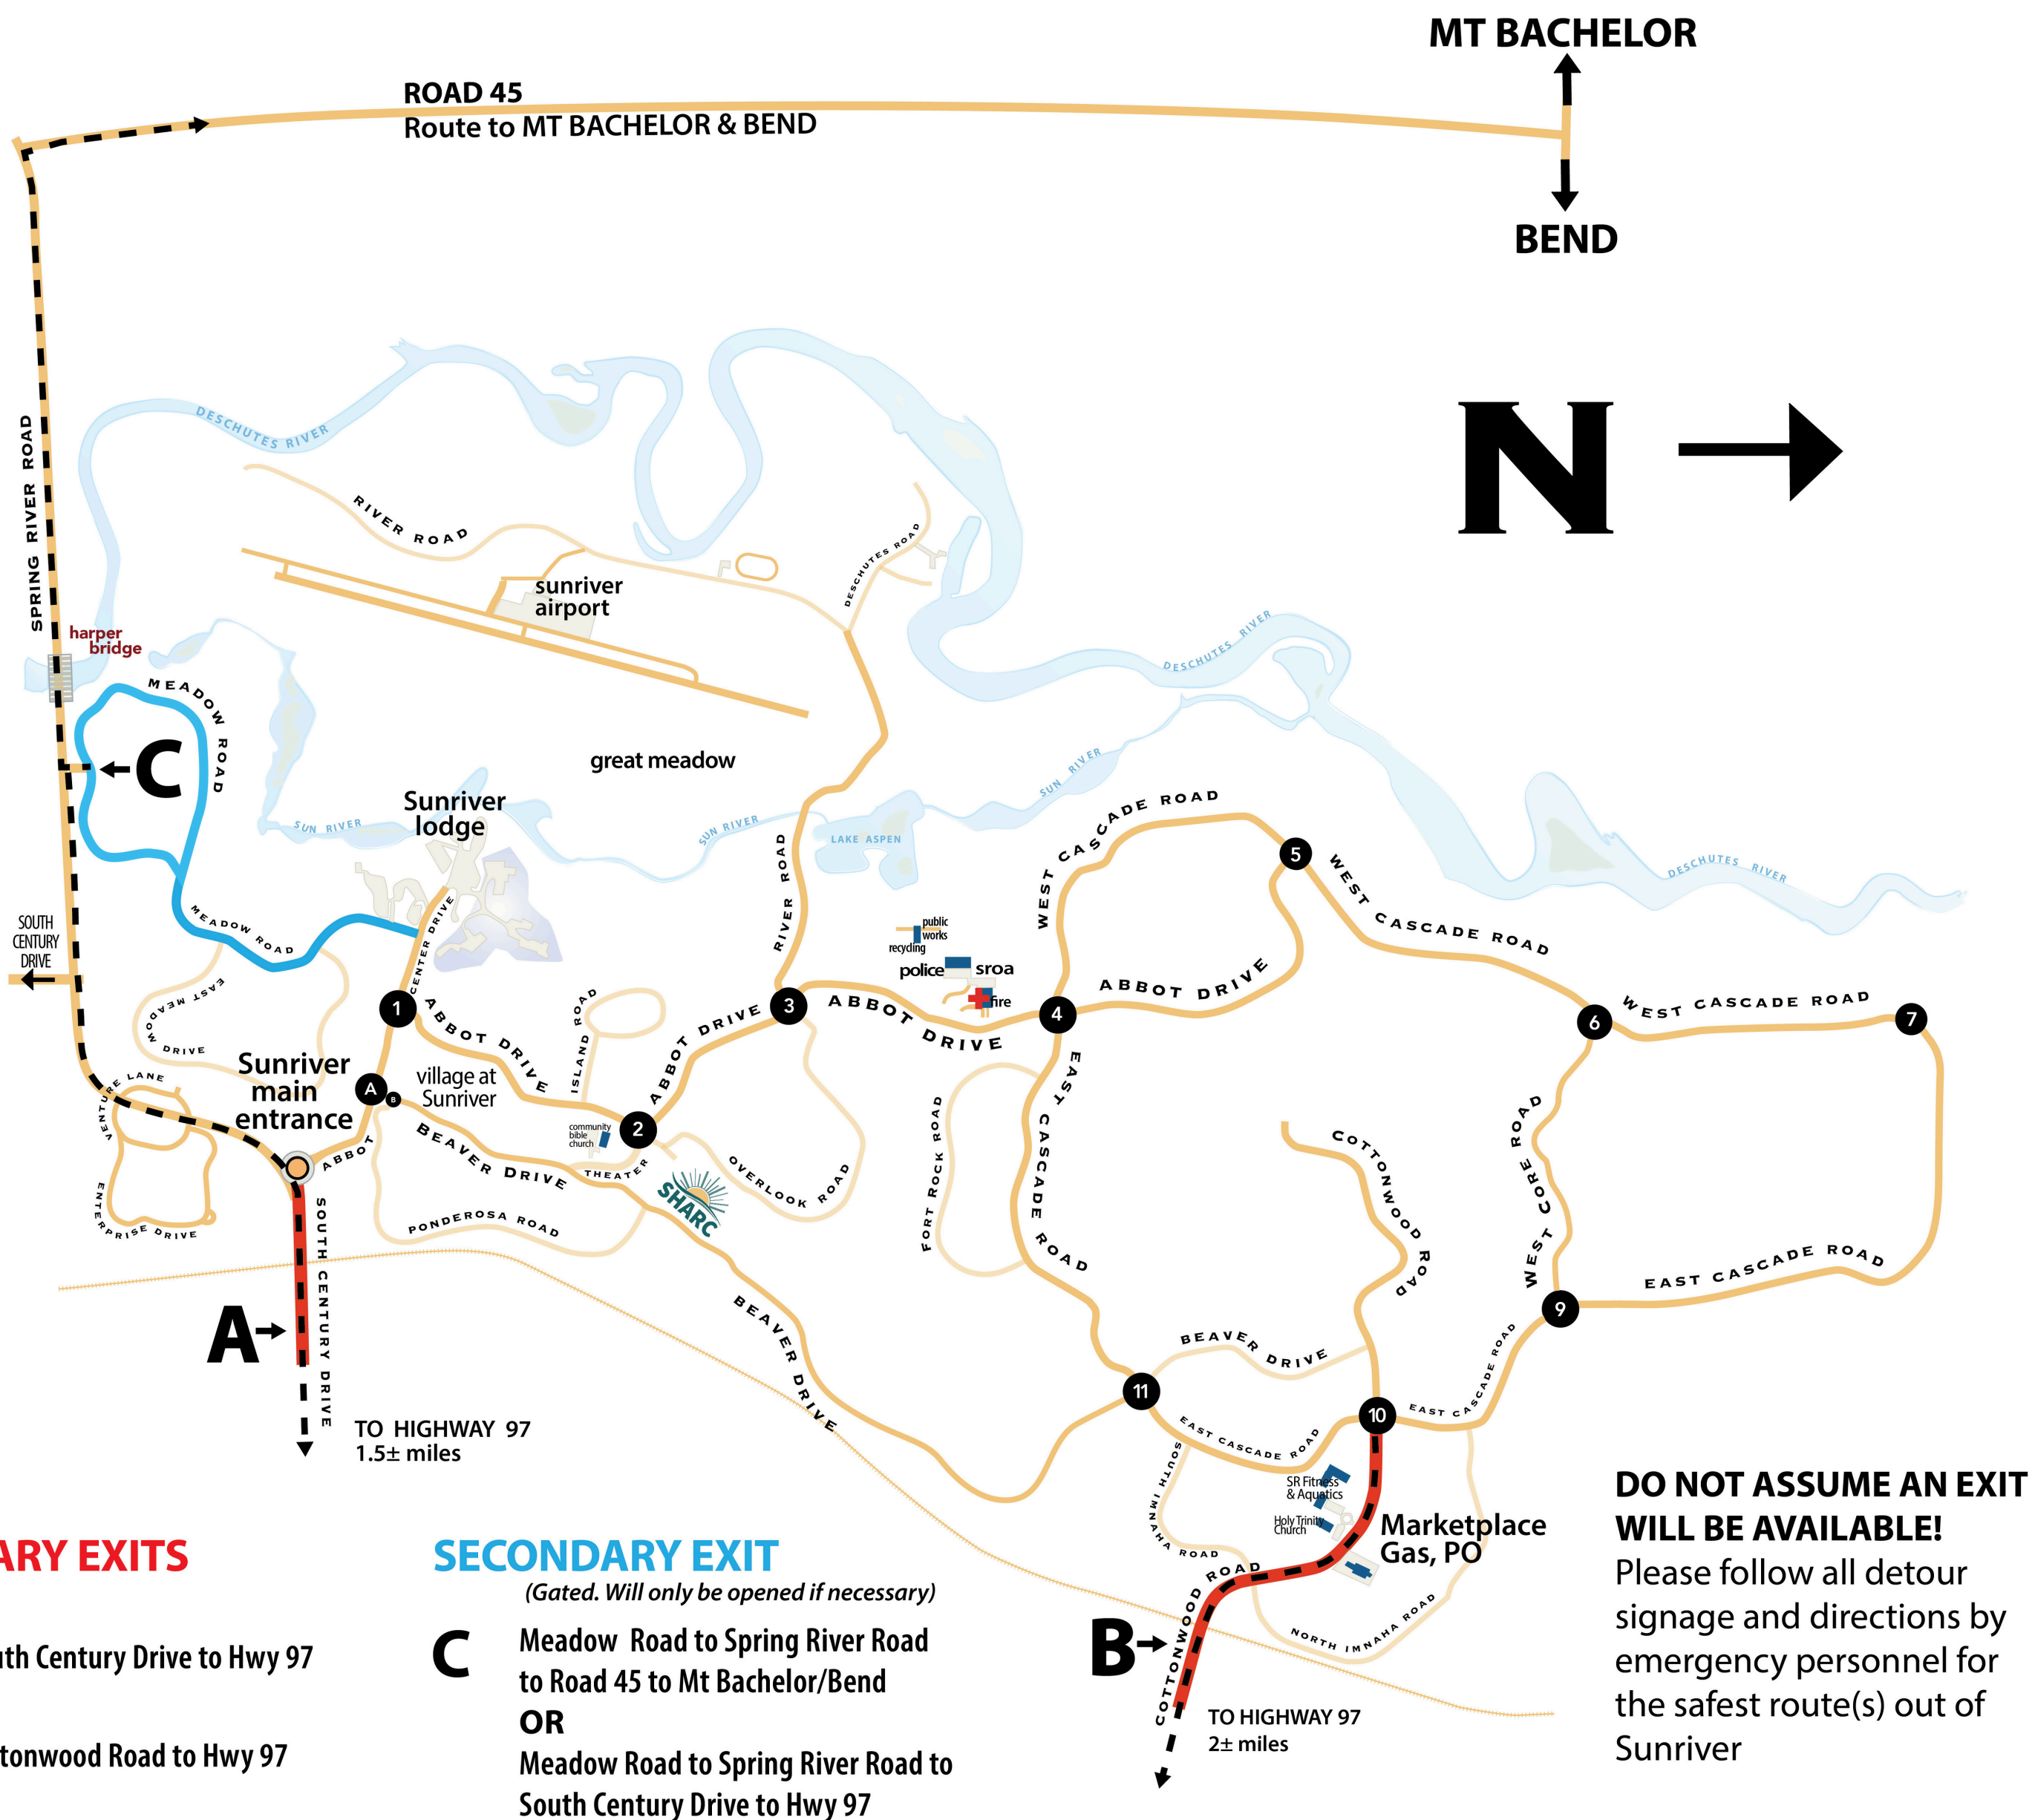 MT BACHELOR
ROAD 45
Route to MT BACHELOR & BEND
BEND
N
SPRING RIVER ROAD
DESCHUTES RIVER
RIVER ROAD
sunriver
airport
DESCHUTES ROAD
harper
bridge
MEADOW ROAD
C
DESCHUTES RIVER
great meadow
SUN RIVER
Sunriver
lodge
SUN RIVER
SUN RIVER
LAKE ASPEN
WEST CASCADE ROAD
5
WEST CASCADE ROAD
DESCHUTES RIVER
SOUTH
CENTURY
DRIVE
MEADOW ROAD
CENTER DRIVE
RIVER ROAD
public
works
recycling
police
sroa
fire
EAST MEADOW DRIVE
1
ABBOT DRIVE
ISLAND ROAD
ABBOT DRIVE
3
ABBOT DRIVE
4
ABBOT DRIVE
6
WEST CASCADE ROAD
7
Sunriver
main
entrance
A
B
village at
Sunriver
VENTURE LANE
community
bible
church
2
ABBOT
BEAVER DRIVE
THEATER
SHARC
OVERLOOK ROAD
FORT ROCK ROAD
EAST CASCADE ROAD
COTTONWOOD ROAD
WEST CORE ROAD
ENTERPRISE DRIVE
PONDEROSA ROAD
SOUTH CENTURY DRIVE
A
BEAVER DRIVE
9
EAST CASCADE ROAD
BEAVER DRIVE
11
10
EAST CASCADE ROAD
EAST CASCADE ROAD
TO HIGHWAY 97
1.5± miles
SOUTH IMNAHA ROAD
SR Fitness
& Aquatics
Holy Trinity
Church
Marketplace
Gas, PO
COTTONWOOD ROAD
NORTH IMNAHA ROAD
B
TO HIGHWAY 97
2± miles
DO NOT ASSUME AN EXIT
WILL BE AVAILABLE!
Please follow all detour
signage and directions by
emergency personnel for
the safest route(s) out of
Sunriver
ARY EXITS
uth Century Drive to Hwy 97
tonwood Road to Hwy 97
SECONDARY EXIT
(Gated. Will only be opened if necessary)
C
Meadow Road to Spring River Road
to Road 45 to Mt Bachelor/Bend
OR
Meadow Road to Spring River Road to
South Century Drive to Hwy 97